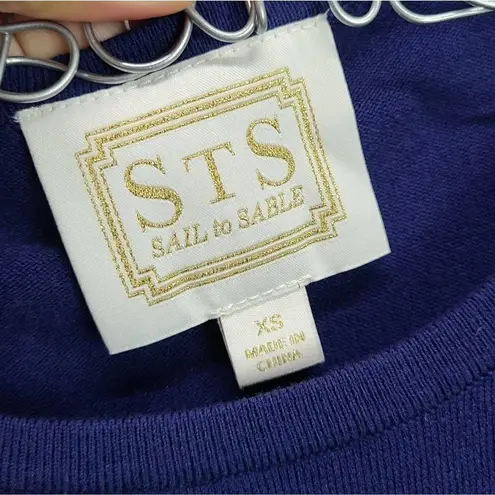 STS
SAIL to SABLE
XS
MADE IN
CHINA